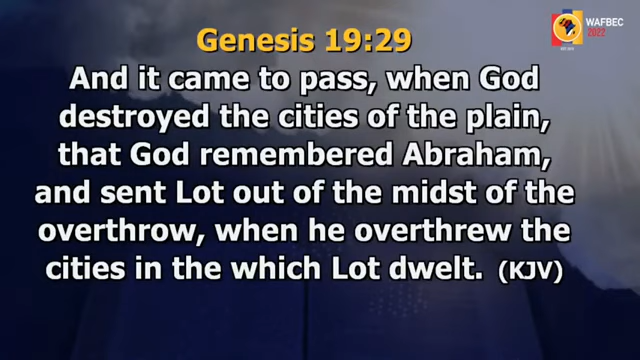 Genesis 19:29
WAFBEC
2022
And it came to pass, when God
destroyed the cities of the plain,
that God remembered Abraham,
and sent Lot out of the midst of the
overthrow, when he overthrew the
cities in the which Lot dwelt. (KJV)